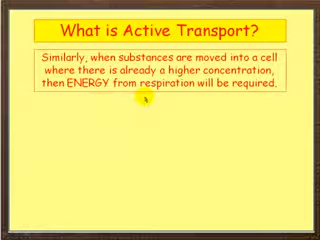 What is Active Transport?
Similarly, when substances are moved into a cell
where there is already a higher concentration,
then ENERGY from respiration will be required.